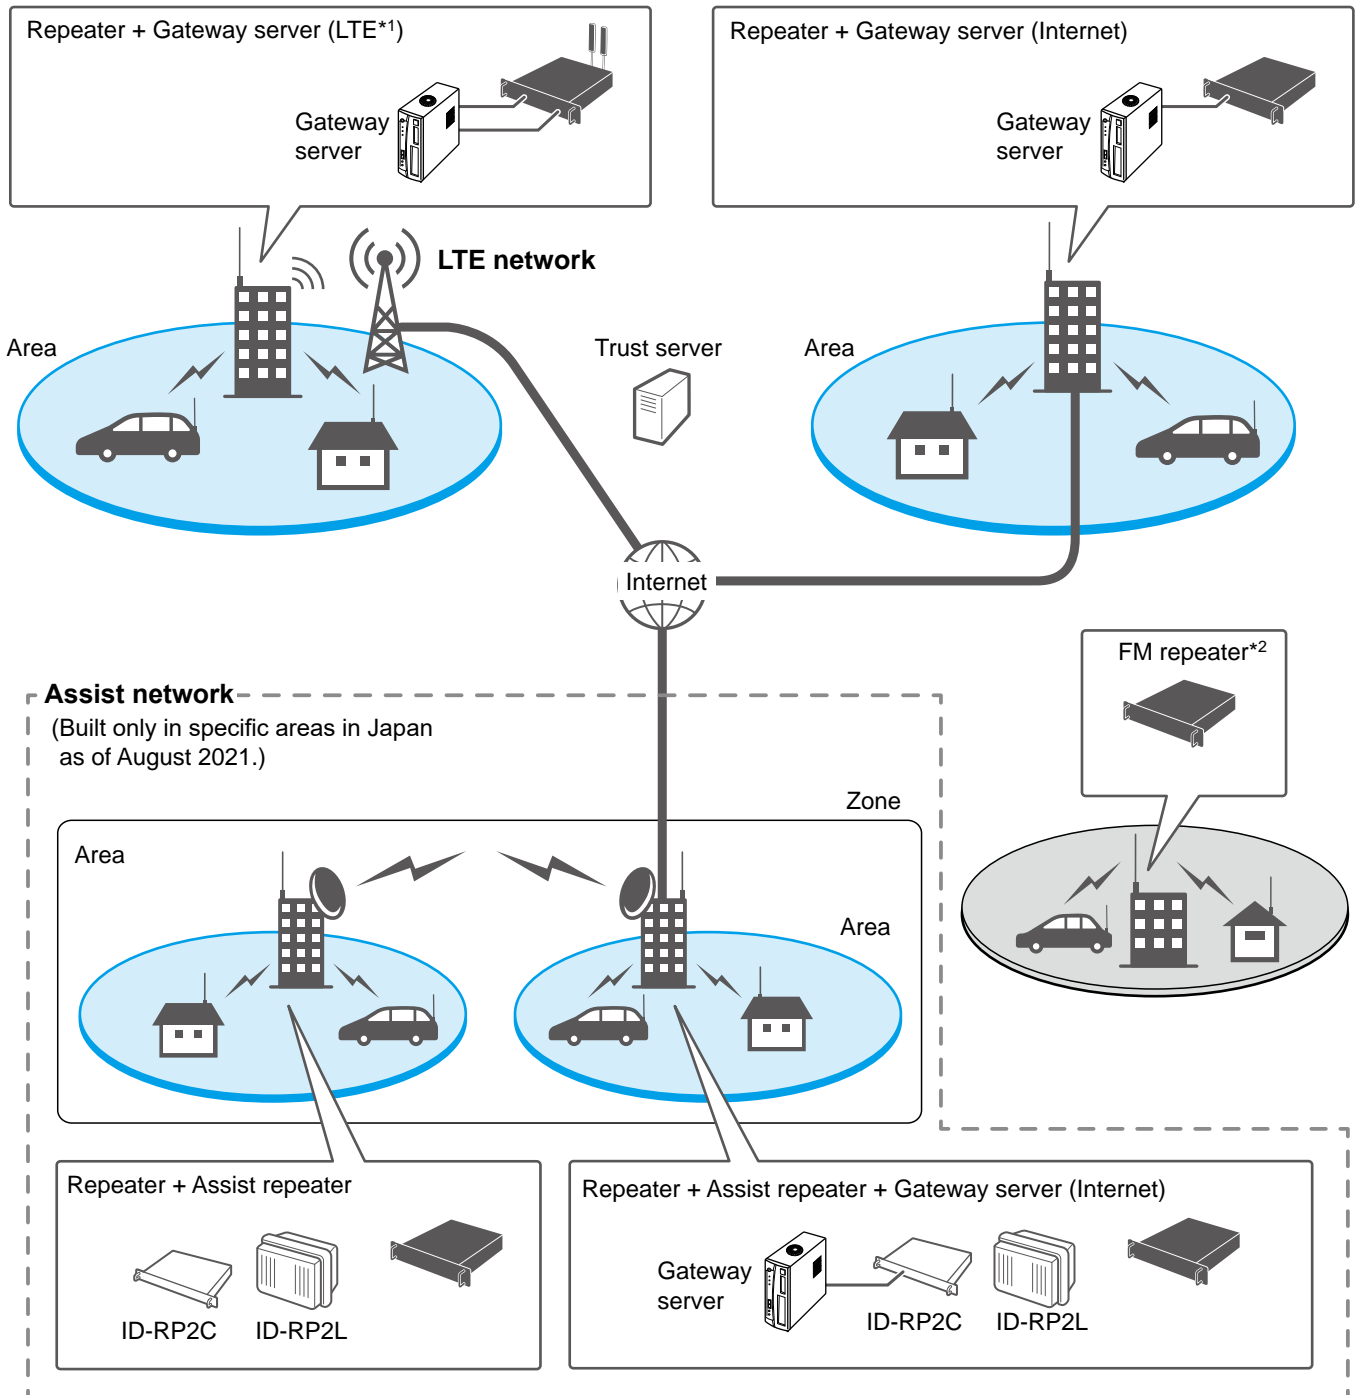 Repeater + Gateway server (LTE*1)
Gateway
server
Repeater + Gateway server (Internet)
Gateway
server
LTE network
Area
Trust server
Area
Internet
FM repeater*2
Assist network
(Built only in specific areas in Japan
as of August 2021.)
Zone
Area
Area
Repeater + Assist repeater
ID-RP2C
ID-RP2L
Repeater + Assist repeater + Gateway server (Internet)
Gateway
server
ID-RP2C
ID-RP2L